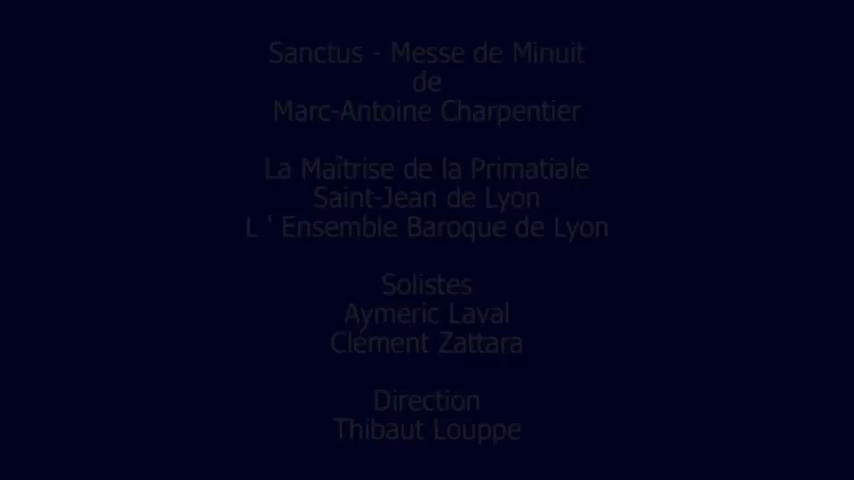 Sanctus - Messe de Minuit
de
Marc-Antoine Charpentier
La Maîtrise de la Primatiale
Saint-Jean de Lyon
L ' Ensemble Baroque de Lyon
Solistes
Aymeric Laval
Clément Zattara
Direction
Thibaut Louppe